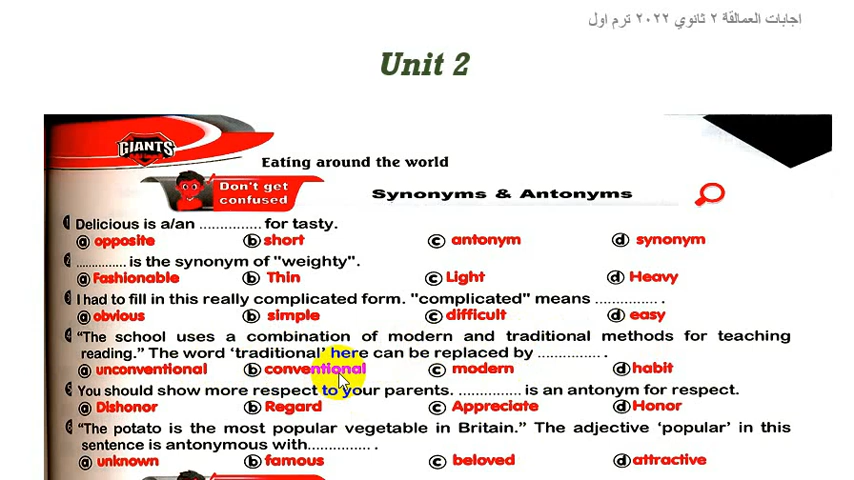 اجابات العمالقة ٢ ثانوي ٢٠٢٢ ترم اول
Unit 2
GIANTS
Eating around the world
Don't get
confused
Synonyms & Antonyms
1 Delicious is a/an .............. for tasty.
a opposite b short c antonym d synonym
2 ............ is the synonym of "weighty".
a Fashionable b Thin c Light d Heavy
3 I had to fill in this really complicated form. "complicated" means .............. .
a obvious b simple c difficult d easy
4 “The school uses a combination of modern and traditional methods for teaching
reading.” The word ‘traditional’ here can be replaced by .............. .
a unconventional b conventional c modern d habit
5 You should show more respect to your parents. .............. is an antonym for respect.
a Dishonor b Regard c Appreciate d Honor
6 “The potato is the most popular vegetable in Britain.” The adjective ‘popular’ in this
sentence is antonymous with.............. .
a unknown b famous c beloved d attractive